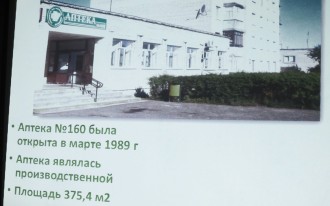 АПТЕКА
• Аптека №160 была
открыта в марте 1989 г
• Аптека являлась
производственной
• Площадь 375,4 м2